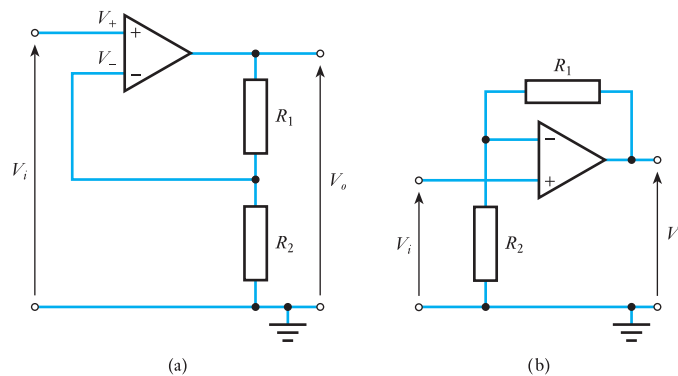 V₊
+
V₋
−
R₁
Vᵢ
Vₒ
R₂
(a)
R₁
−
+
Vᵢ
R₂
V
(b)